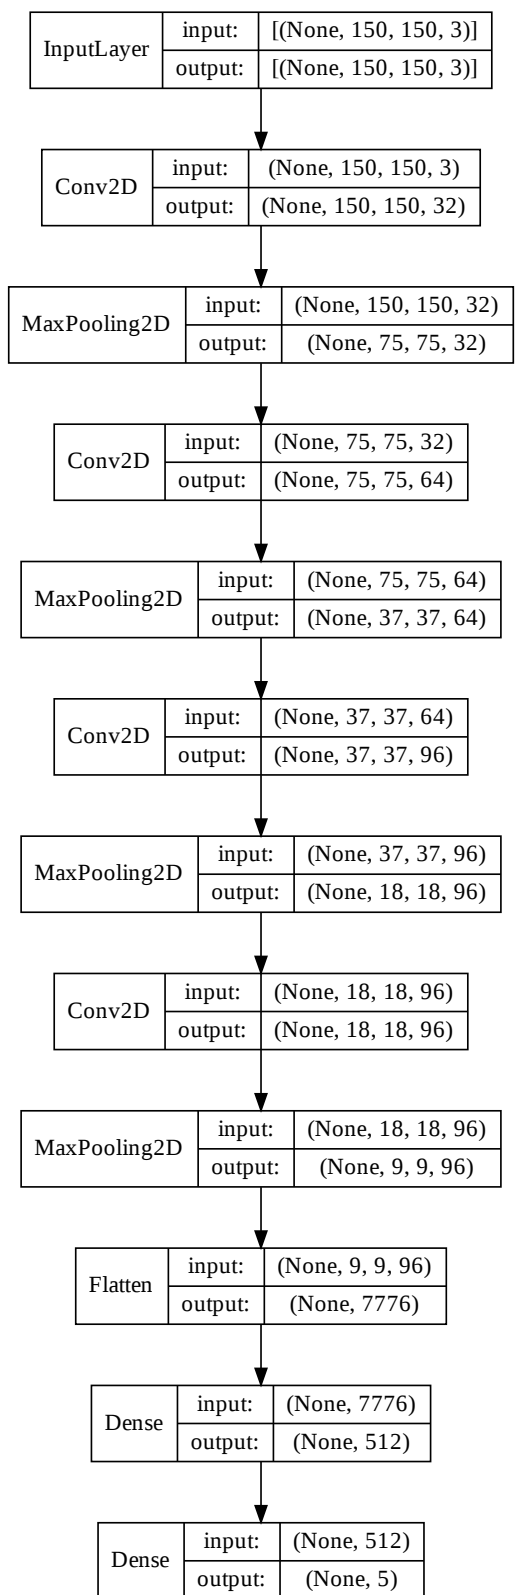 InputLayer
input: [(None, 150, 150, 3)]
output: [(None, 150, 150, 3)]
Conv2D
input: (None, 150, 150, 3)
output: (None, 150, 150, 32)
MaxPooling2D
input: (None, 150, 150, 32)
output: (None, 75, 75, 32)
Conv2D
input: (None, 75, 75, 32)
output: (None, 75, 75, 64)
MaxPooling2D
input: (None, 75, 75, 64)
output: (None, 37, 37, 64)
Conv2D
input: (None, 37, 37, 64)
output: (None, 37, 37, 96)
MaxPooling2D
input: (None, 37, 37, 96)
output: (None, 18, 18, 96)
Conv2D
input: (None, 18, 18, 96)
output: (None, 18, 18, 96)
MaxPooling2D
input: (None, 18, 18, 96)
output: (None, 9, 9, 96)
Flatten
input: (None, 9, 9, 96)
output: (None, 7776)
Dense
input: (None, 7776)
output: (None, 512)
Dense
input: (None, 512)
output: (None, 5)